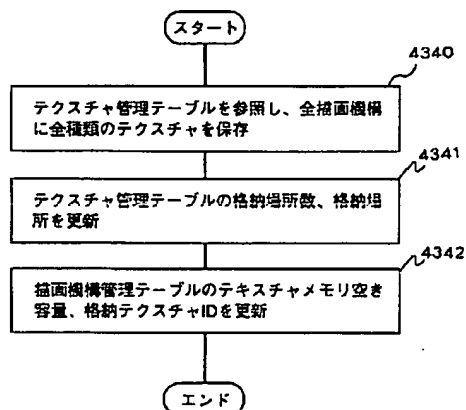 スタート
4340
テクスチャ管理テーブルを参照し、全描画機構
に全種類のテクスチャを保存
4341
テクスチャ管理テーブルの格納場所数、格納場
所を更新
4342
描画機構管理テーブルのテキスチャメモリ空き
容量、格納テクスチャIDを更新
エンド